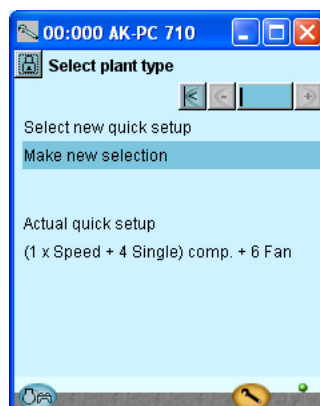 00:000 AK-PC 710
Select plant type
Select new quick setup
Make new selection
Actual quick setup
(1 x Speed + 4 Single) comp. + 6 Fan